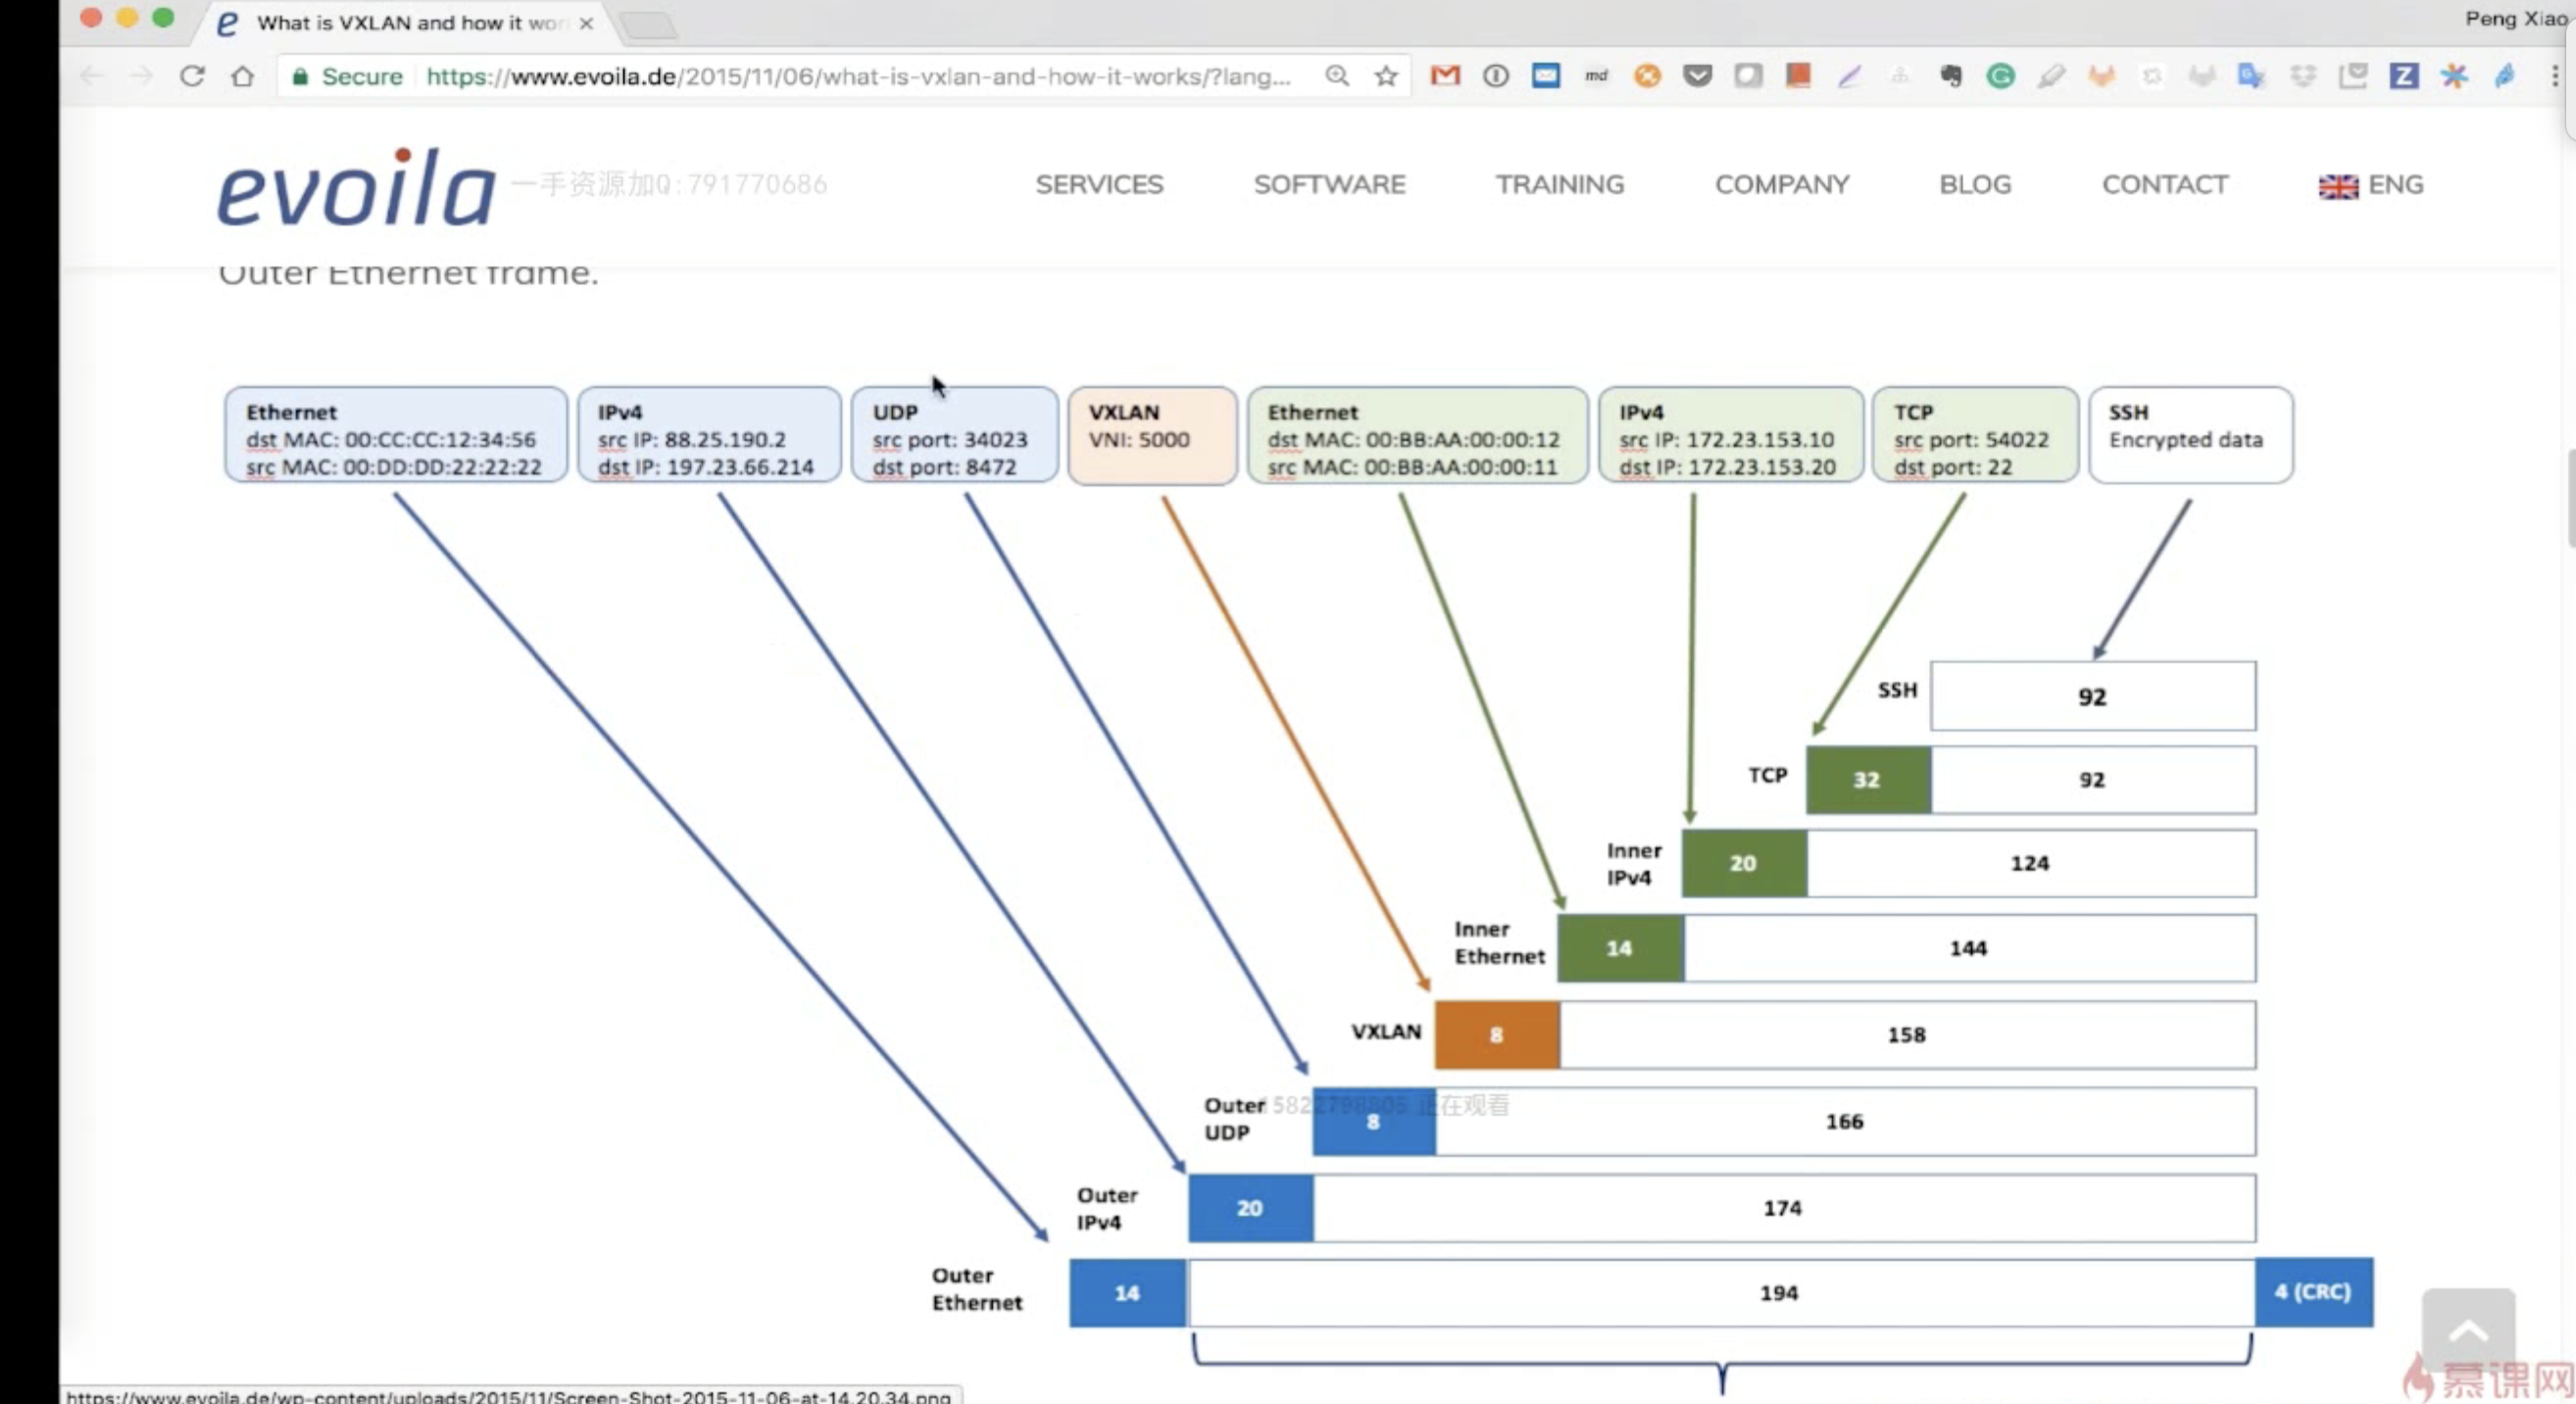 What is VXLAN and how it wor
Peng Xiao
Secure https://www.evoila.de/2015/11/06/what-is-vxlan-and-how-it-works/?lang...
md
evoila
一手资源加Q:791770686
SERVICES SOFTWARE TRAINING COMPANY BLOG CONTACT ENG
Outer Ethernet frame.
Ethernet
dst MAC: 00:CC:CC:12:34:56
src MAC: 00:DD:DD:22:22:22
IPv4
src IP: 88.25.190.2
dst IP: 197.23.66.214
UDP
src port: 34023
dst port: 8472
VXLAN
VNI: 5000
Ethernet
dst MAC: 00:BB:AA:00:00:12
src MAC: 00:BB:AA:00:00:11
IPv4
src IP: 172.23.153.10
dst IP: 172.23.153.20
TCP
src port: 54022
dst port: 22
SSH
Encrypted data
SSH 92
TCP 32 92
Inner
IPv4 20 124
Inner
Ethernet 14 144
VXLAN 8 158
Outer
UDP 8 166
15822798805 正在观看
Outer
IPv4 20 174
Outer
Ethernet 14 194 4 (CRC)
https://www.evoila.de/wp-content/uploads/2015/11/Screen-Shot-2015-11-06-at-14.20.34.png
慕课网